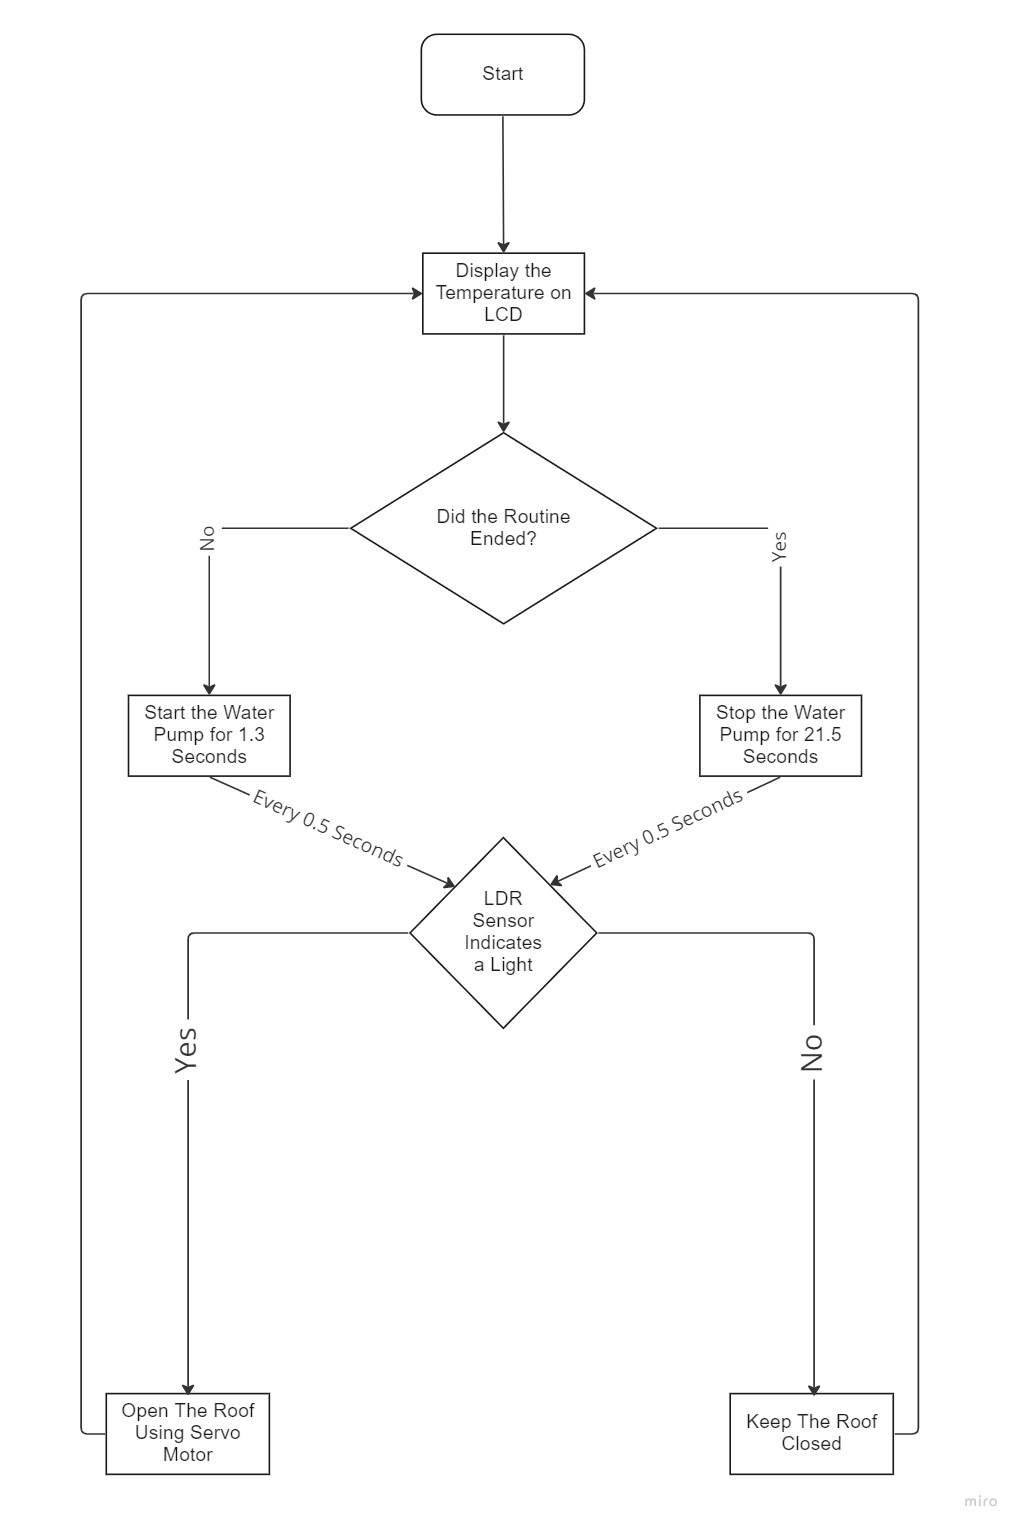 Start
Display the
Temperature on
LCD
Did the Routine
Ended?
No
Yes
Start the Water
Pump for 1.3
Seconds
Stop the Water
Pump for 21.5
Seconds
Every 0.5 Seconds
Every 0.5 Seconds
LDR
Sensor
Indicates
a Light
Yes
No
Open The Roof
Using Servo
Motor
Keep The Roof
Closed
miro